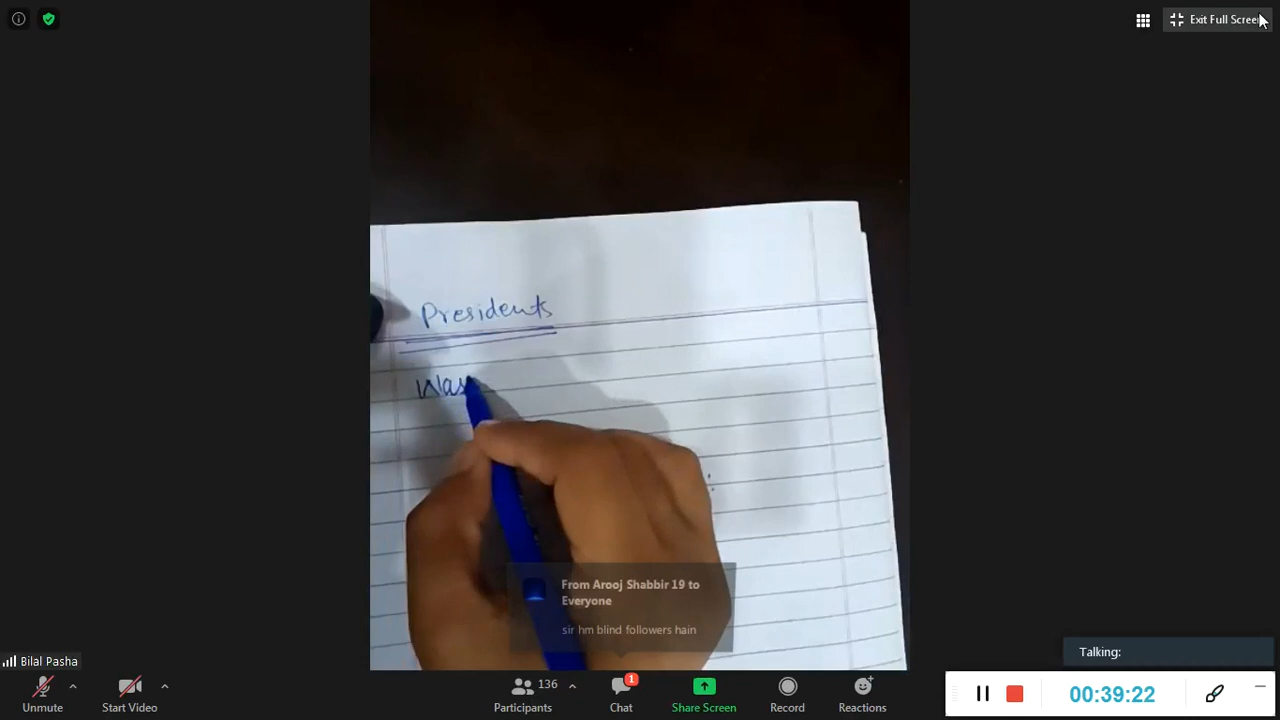 Exit Full Screen
Presidents
Was
From Arooj Shabbir 19 to
Everyone
sir hm blind followers hain
Bilal Pasha
Talking:
Unmute
Start Video
136
Participants
1
Chat
Share Screen
Record
Reactions
00:39:22